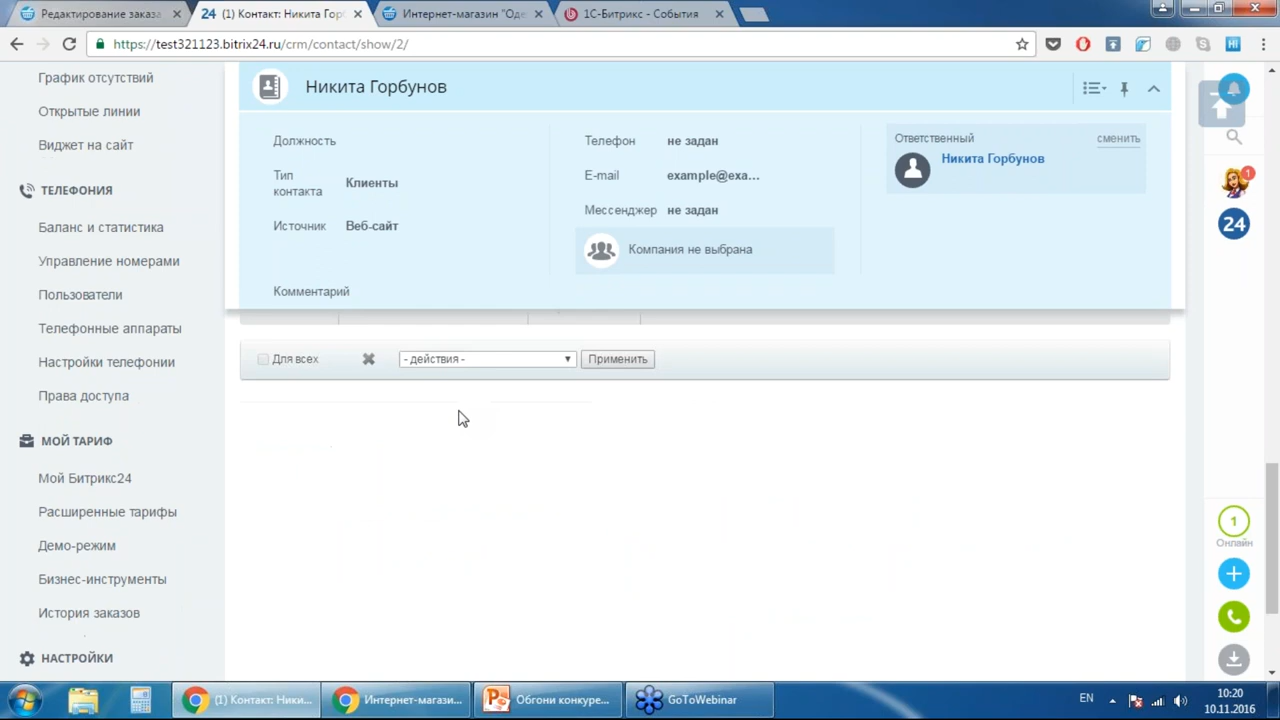 Редактирование заказа
24 (1) Контакт: Никита Гор
Интернет-магазин "Оде
1С-Битрикс - События
https://test321123.bitrix24.ru/crm/contact/show/2/
График отсутствий
Открытые линии
Виджет на сайт
ТЕЛЕФОНИЯ
Баланс и статистика
Управление номерами
Пользователи
Телефонные аппараты
Настройки телефонии
Права доступа
МОЙ ТАРИФ
Мой Битрикс24
Расширенные тарифы
Демо-режим
Бизнес-инструменты
История заказов
НАСТРОЙКИ
Никита Горбунов
Должность
Тип контакта
Клиенты
Источник
Веб-сайт
Комментарий
Телефон
не задан
E-mail
example@exa...
Мессенджер
не задан
Компания не выбрана
Ответственный
сменить
Никита Горбунов
Для всех
- действия -
Применить
Hi
1
24
1
Онлайн
(1) Контакт: Ники...
Интернет-магази...
Обгони конкуре...
GoToWebinar
EN
10:20
10.11.2016